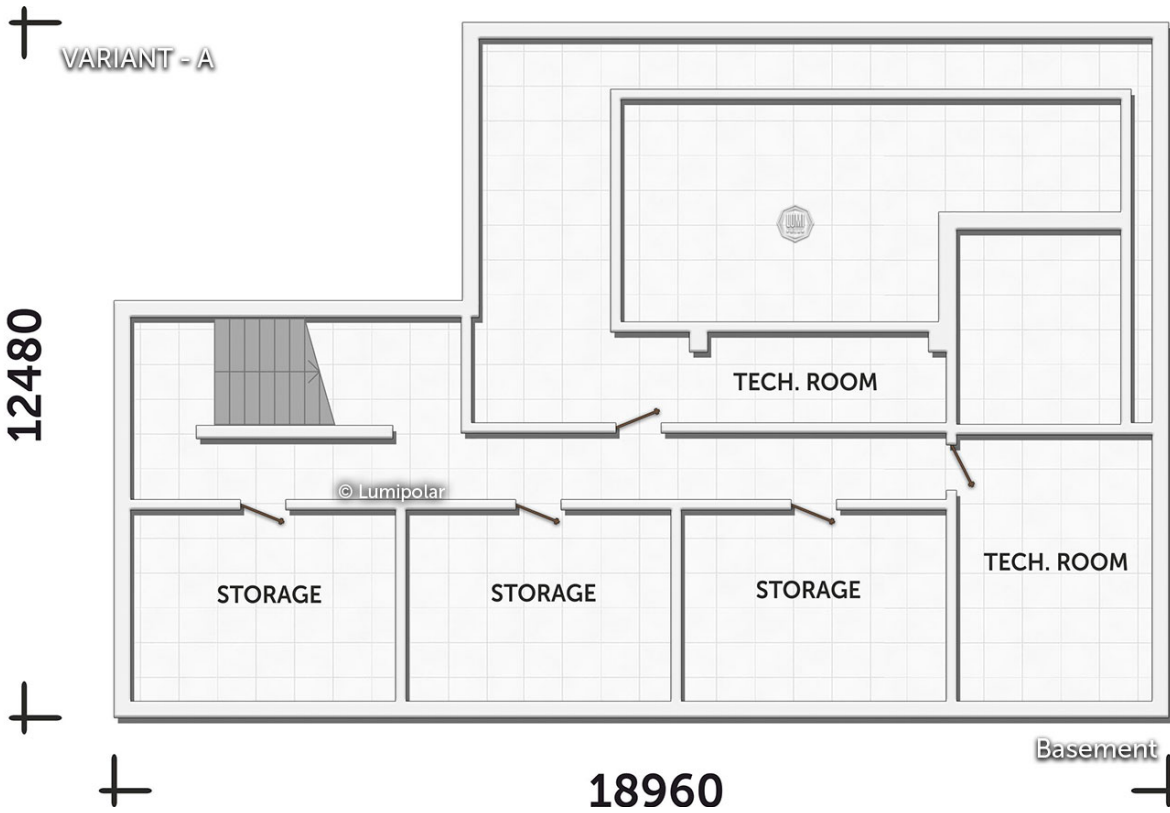 VARIANT - A
12480
TECH. ROOM
© Lumipolar
TECH. ROOM
STORAGE
STORAGE
STORAGE
Basement
18960